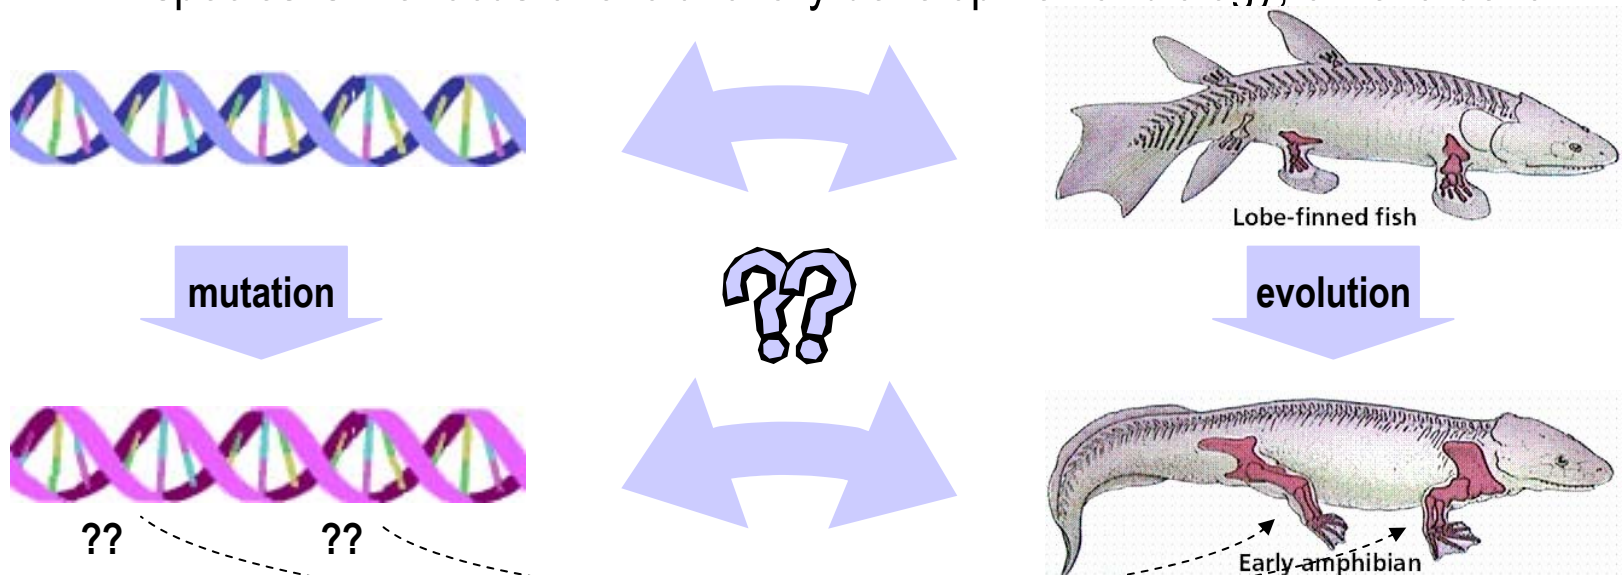 Lobe-finned fish
mutation
??
evolution
??
??
Early amphibian